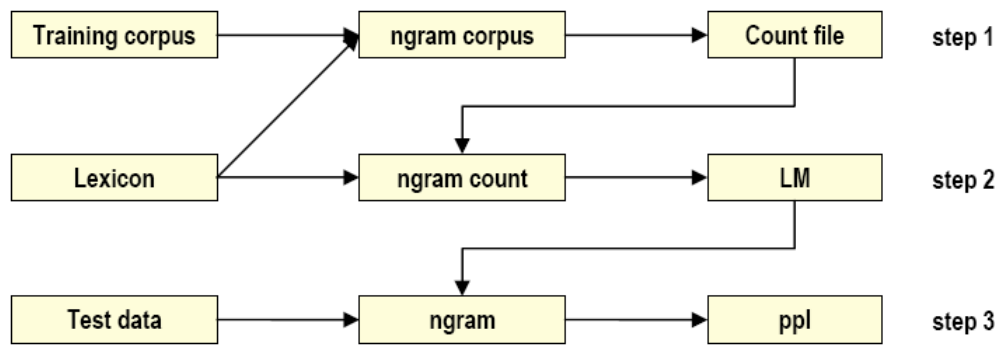 Training corpus
ngram corpus
Count file
step 1
Lexicon
ngram count
LM
step 2
Test data
ngram
ppl
step 3